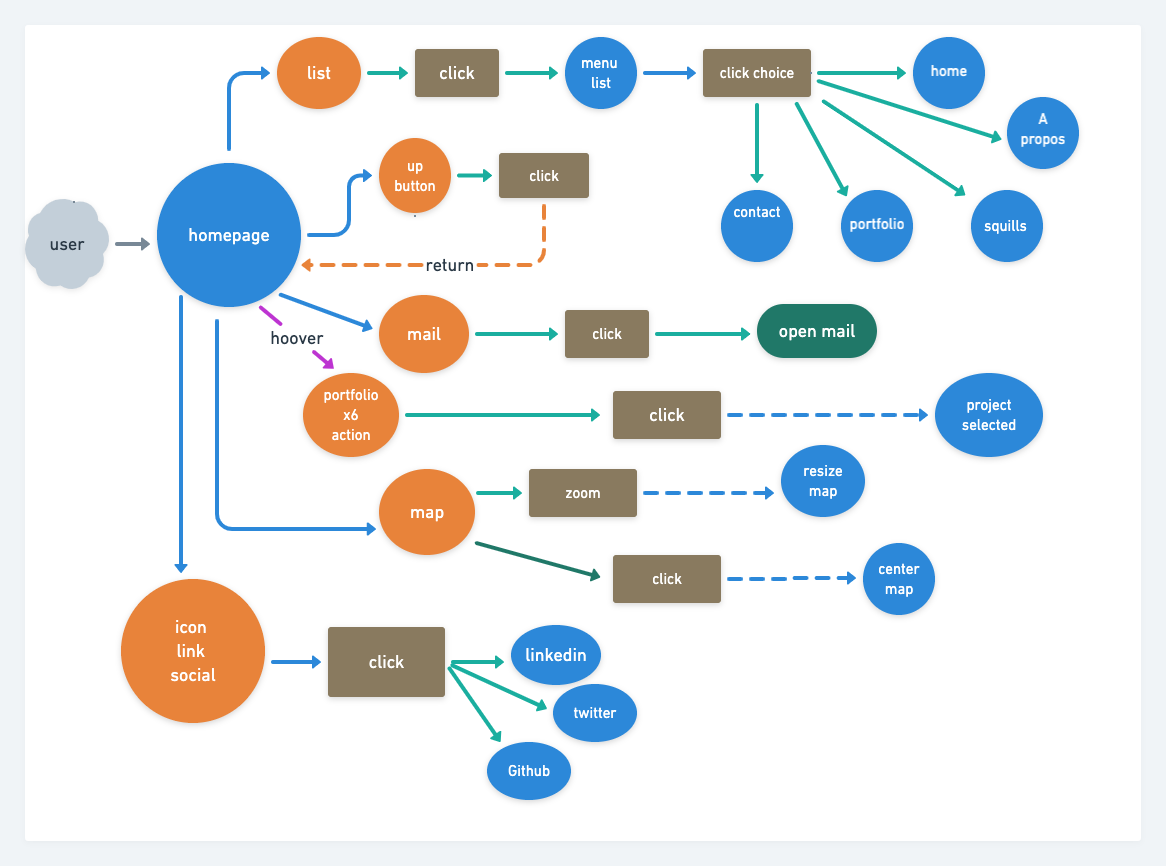 list
click
menu
list
click choice
home
A
propos
up
button
click
contact
portfolio
squills
user
homepage
return
hoover
mail
click
open mail
portfolio
x6
action
click
project
selected
map
zoom
resize
map
click
center
map
icon
link
social
click
linkedin
twitter
Github